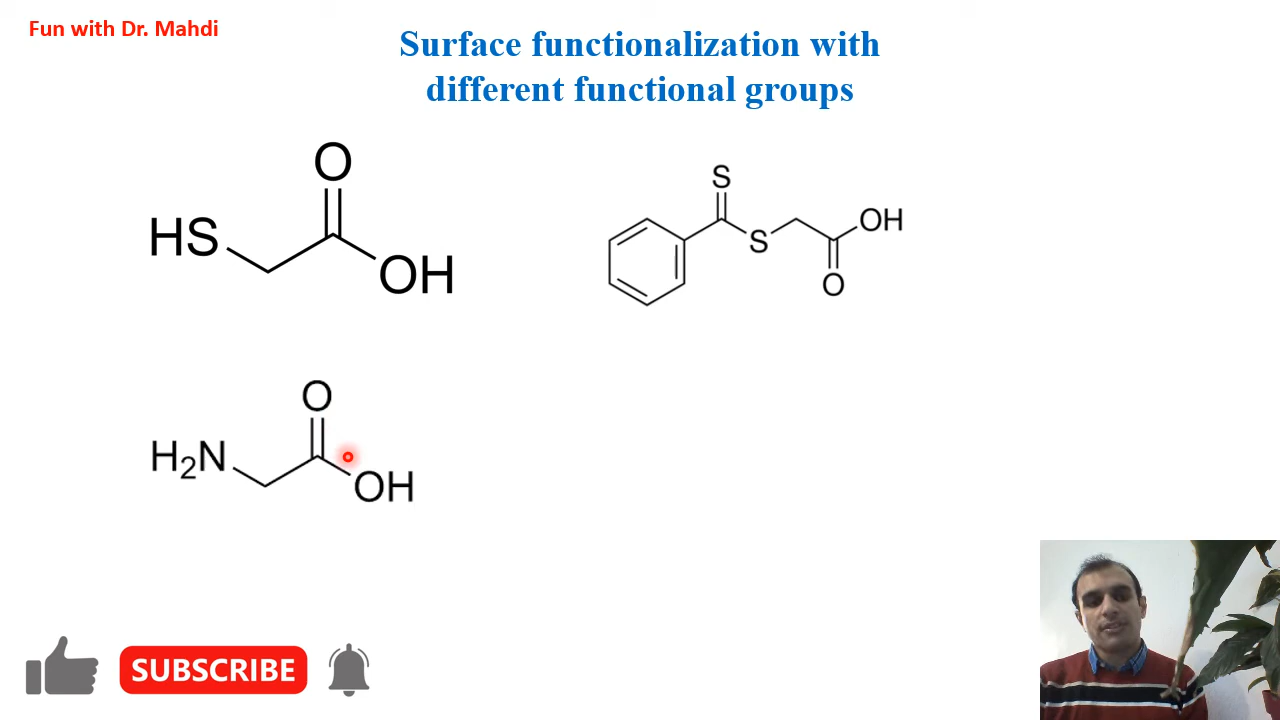 Fun with Dr. Mahdi
Surface functionalization with
different functional groups
O
HS
OH
S
S
OH
O
O
H₂N
OH
SUBSCRIBE